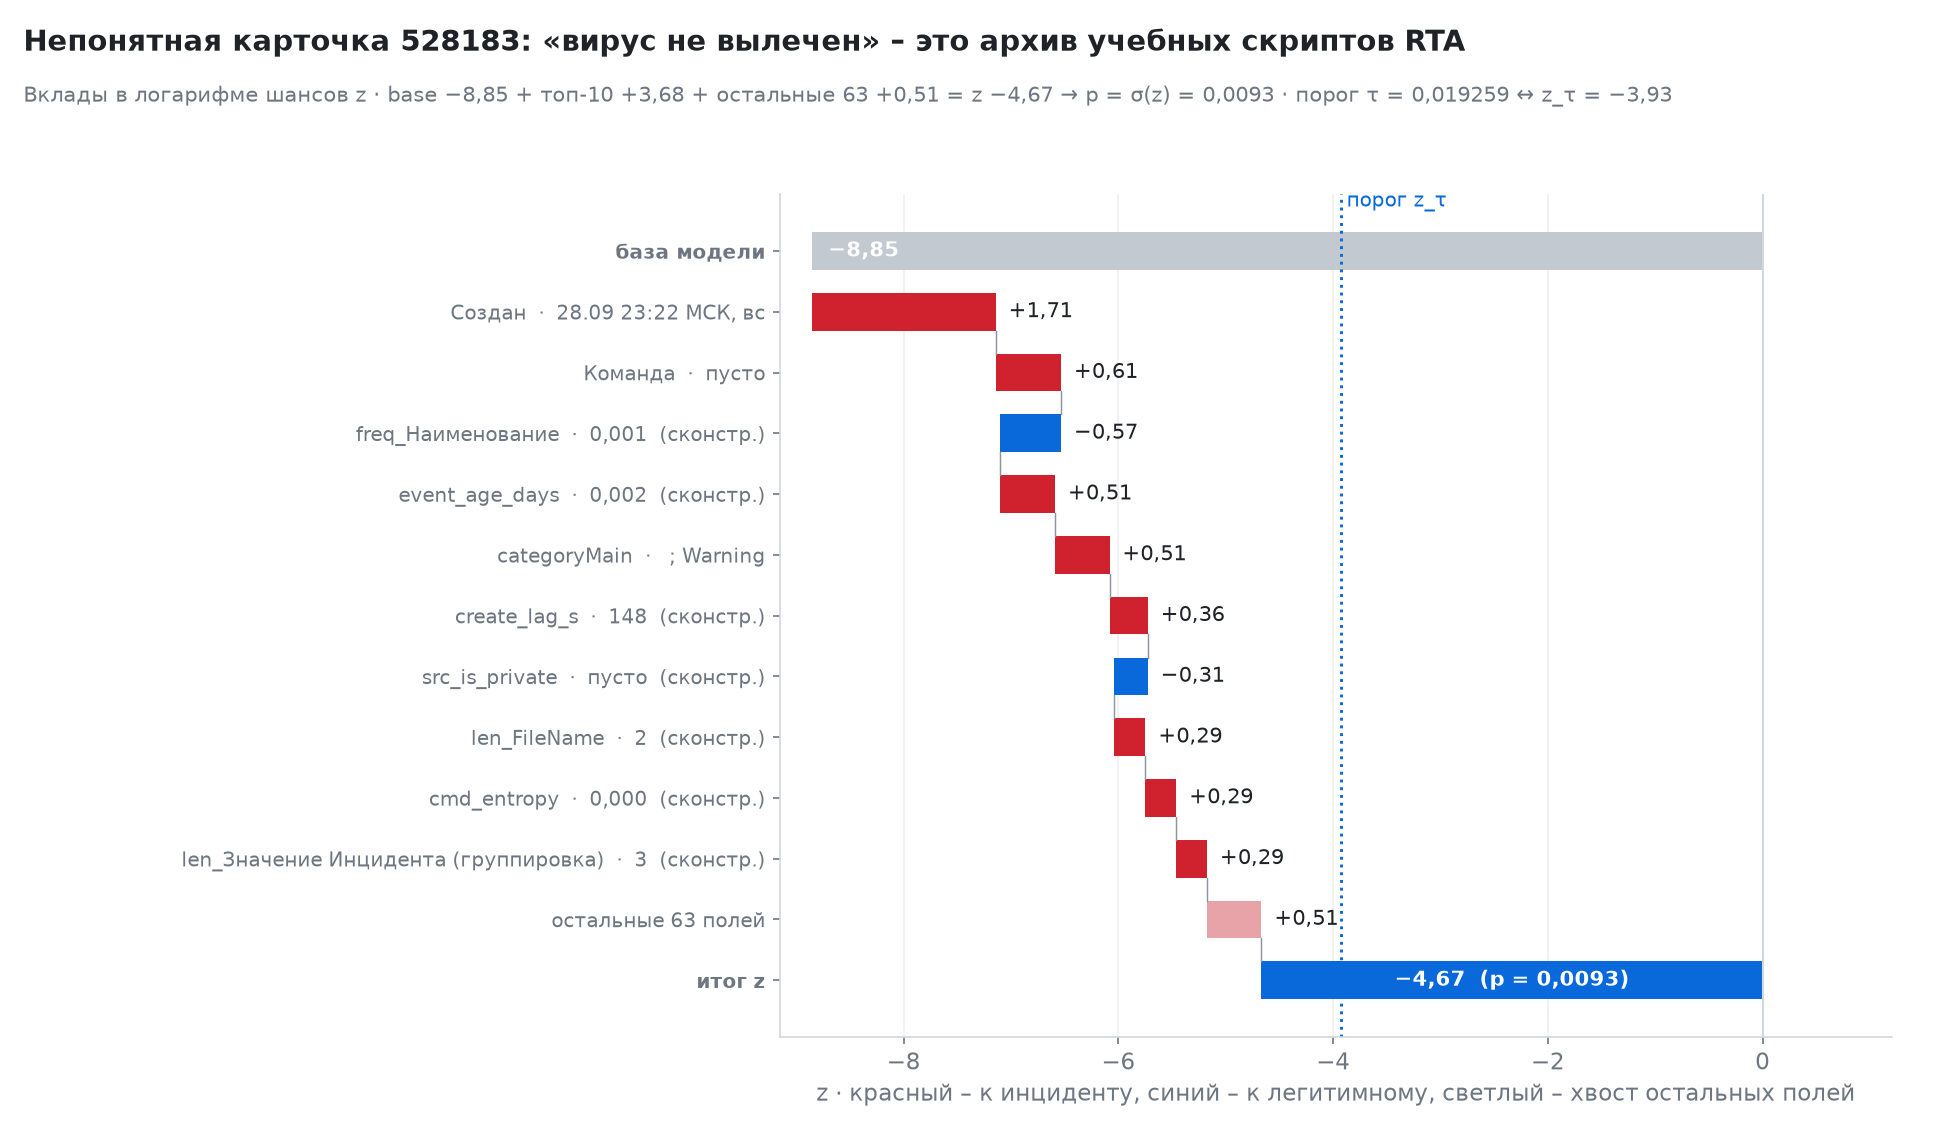 Непонятная карточка 528183: «вирус не вылечен» – это архив учебных скриптов RTA
Вклады в логарифме шансов z · base −8,85 + топ-10 +3,68 + остальные 63 +0,51 = z −4,67 → p = σ(z) = 0,0093 · порог τ = 0,019259 ↔ z_τ = −3,93
порог z_τ
база модели −8,85
Создан · 28.09 23:22 МСК, вс +1,71
Команда · пусто +0,61
freq_Наименование · 0,001 (сконстр.) −0,57
event_age_days · 0,002 (сконстр.) +0,51
categoryMain · ; Warning +0,51
create_lag_s · 148 (сконстр.) +0,36
src_is_private · пусто (сконстр.) −0,31
len_FileName · 2 (сконстр.) +0,29
cmd_entropy · 0,000 (сконстр.) +0,29
len_Значение Инцидента (группировка) · 3 (сконстр.) +0,29
остальные 63 полей +0,51
итог z −4,67 (p = 0,0093)
−8 −6 −4 −2 0
z · красный – к инциденту, синий – к легитимному, светлый – хвост остальных полей